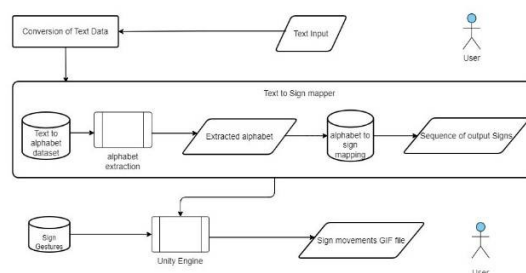 Conversion of Text Data
Text Input
User
Text to Sign mapper
Text to
alphabet
dataset
alphabet
extraction
Extracted alphabet
alphabet to
sign
mapping
Sequence of output Signs
Sign
Gestures
Unity Engine
Sign movements GIF file
User